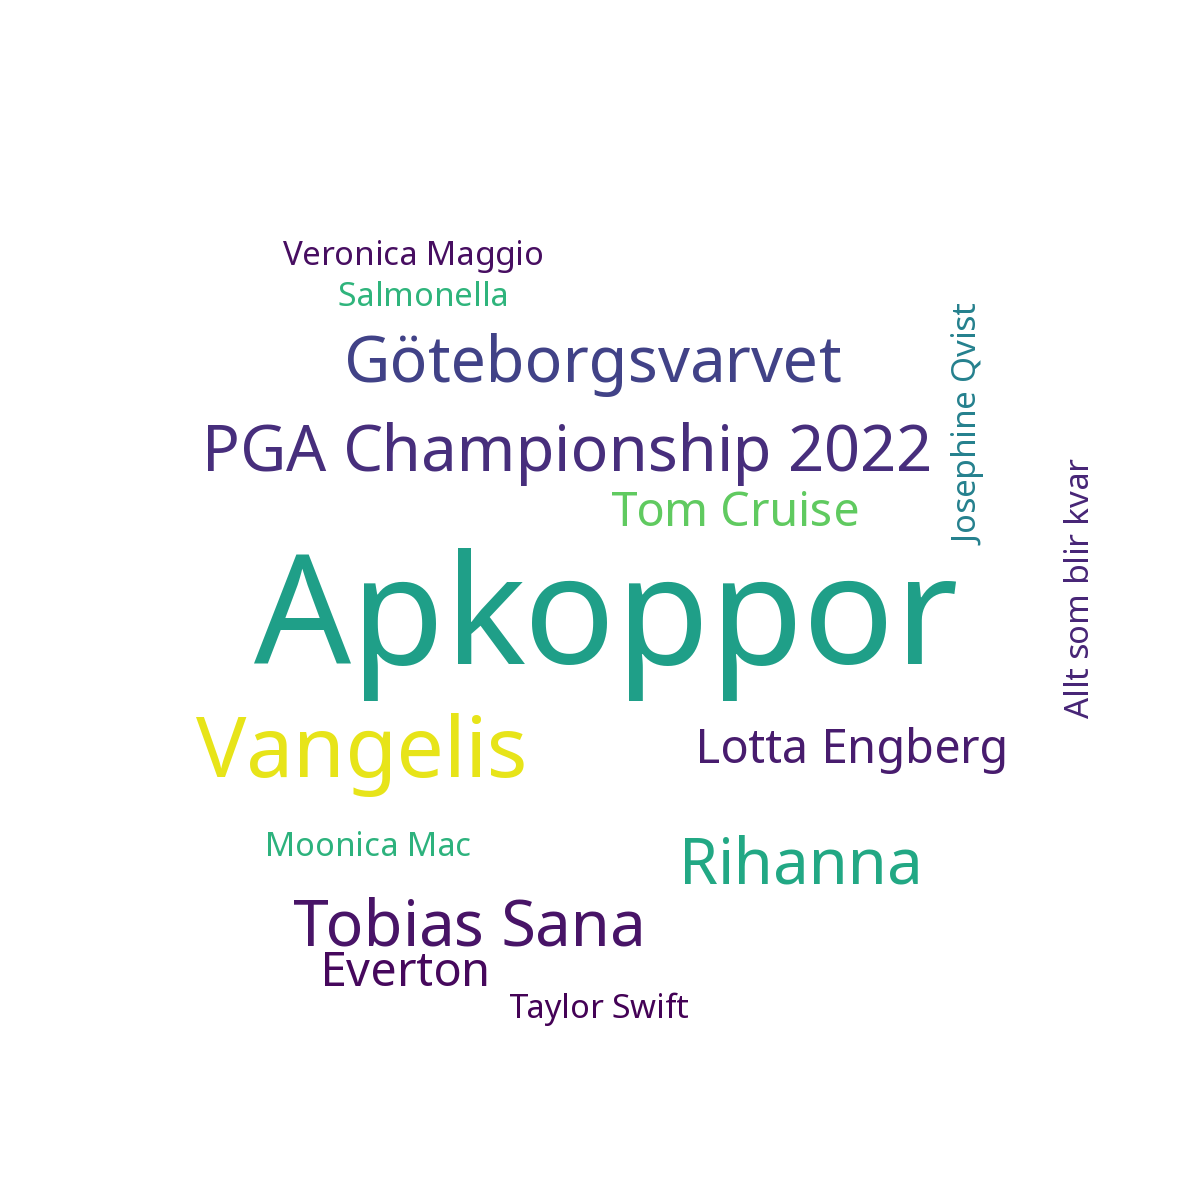 Veronica Maggio
Salmonella
Göteborgsvarvet
Josephine Qvist
PGA Championship 2022
Tom Cruise
Allt som blir kvar
Apkoppor
Vangelis
Lotta Engberg
Moonica Mac
Rihanna
Tobias Sana
Everton
Taylor Swift